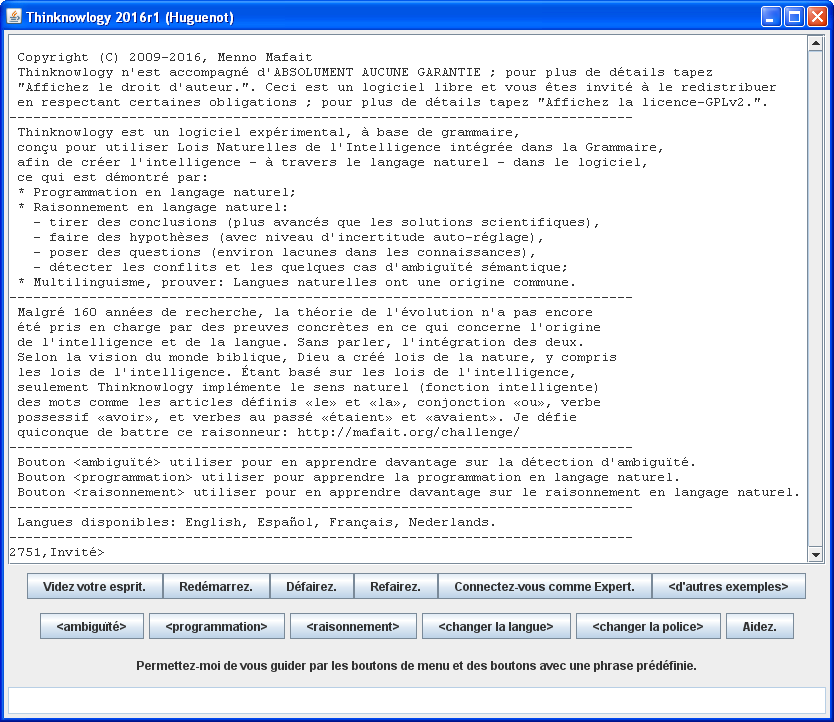 Thinknowlogy 2016r1 (Huguenot)
Copyright (C) 2009-2016, Menno Mafait
Thinknowlogy n'est accompagné d'ABSOLUMENT AUCUNE GARANTIE ; pour plus de détails tapez
"Affichez le droit d'auteur.". Ceci est un logiciel libre et vous êtes invité à le redistribuer
en respectant certaines obligations ; pour plus de détails tapez "Affichez la licence-GPLv2.".
Thinknowlogy est un logiciel expérimental, à base de grammaire,
conçu pour utiliser Lois Naturelles de l'Intelligence intégrée dans la Grammaire,
afin de créer l'intelligence - à travers le langage naturel - dans le logiciel,
ce qui est démontré par:
* Programmation en langage naturel;
* Raisonnement en langage naturel:
- tirer des conclusions (plus avancés que les solutions scientifiques),
- faire des hypothèses (avec niveau d'incertitude auto-réglage),
- poser des questions (environ lacunes dans les connaissances),
- détecter les conflits et les quelques cas d'ambiguïté sémantique;
* Multilinguisme, prouver: Langues naturelles ont une origine commune.
Malgré 160 années de recherche, la théorie de l'évolution n'a pas encore
été pris en charge par des preuves concrètes en ce qui concerne l'origine
de l'intelligence et de la langue. Sans parler, l'intégration des deux.
Selon la vision du monde biblique, Dieu a créé lois de la nature, y compris
les lois de l'intelligence. Étant basé sur les lois de l'intelligence,
seulement Thinknowlogy implémente le sens naturel (fonction intelligente)
des mots comme les articles définis «le» et «la», conjonction «ou», verbe
possessif «avoir», et verbes au passé «étaient» et «avaient». Je défie
quiconque de battre ce raisonneur: http://mafait.org/challenge/
Bouton <ambiguïté> utiliser pour en apprendre davantage sur la détection d'ambiguïté.
Bouton <programmation> utiliser pour apprendre la programmation en langage naturel.
Bouton <raisonnement> utiliser pour en apprendre davantage sur le raisonnement en langage naturel.
Langues disponibles: English, Español, Français, Nederlands.
2751,Invité>
Videz votre esprit. Redémarrez. Défairez. Refairez. Connectez-vous comme Expert. <d'autres exemples>
<ambiguïté> <programmation> <raisonnement> <changer la langue> <changer la police> Aidez.
Permettez-moi de vous guider par les boutons de menu et des boutons avec une phrase prédéfinie.